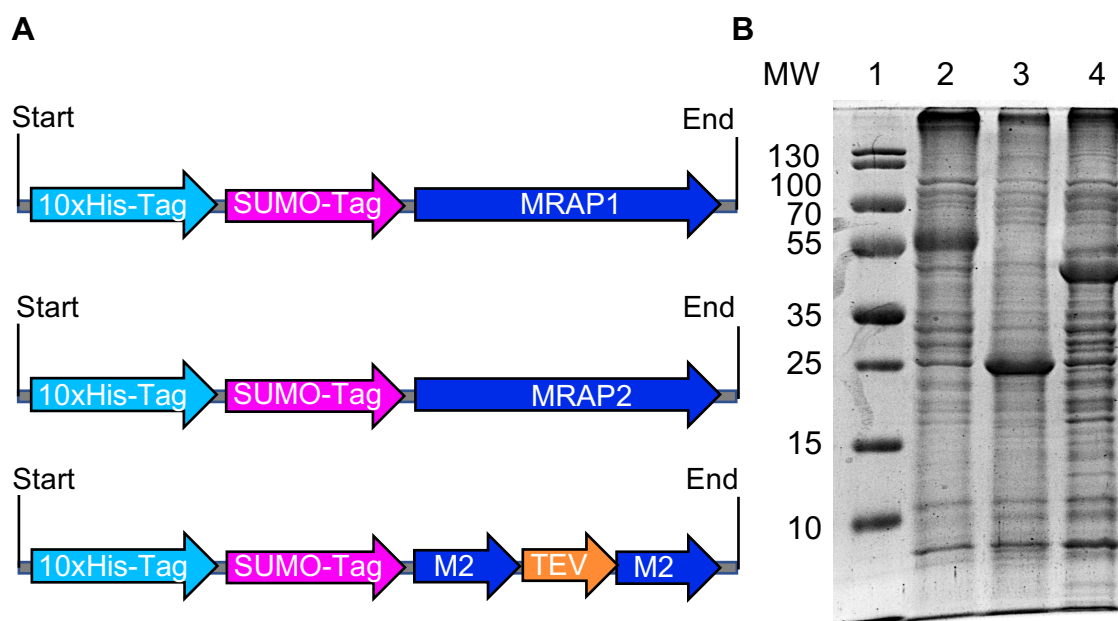 A
Start
End
10xHis-Tag
SUMO-Tag
MRAP1
Start
End
10xHis-Tag
SUMO-Tag
MRAP2
Start
End
10xHis-Tag
SUMO-Tag
M2
TEV
M2
B
MW 1 2 3 4
130
100
70
55
35
25
15
10